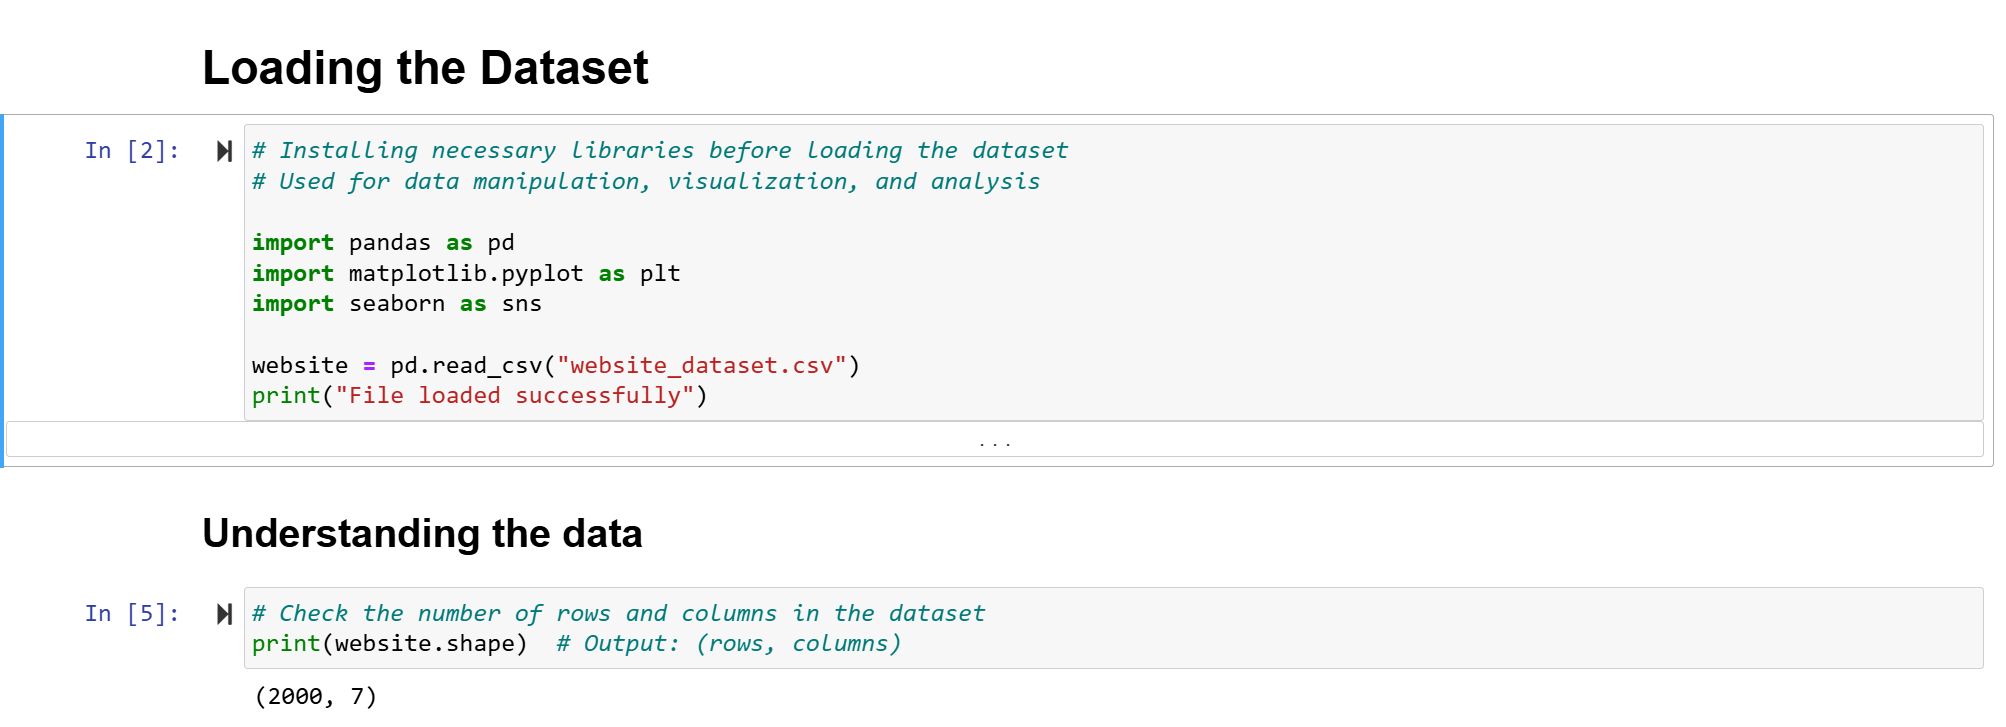 Loading the Dataset
In [2]:
# Installing necessary libraries before loading the dataset
# Used for data manipulation, visualization, and analysis
import pandas as pd
import matplotlib.pyplot as plt
import seaborn as sns
website = pd.read_csv("website_dataset.csv")
print("File loaded successfully")
...
Understanding the data
In [5]:
# Check the number of rows and columns in the dataset
print(website.shape)  # Output: (rows, columns)
(2000, 7)